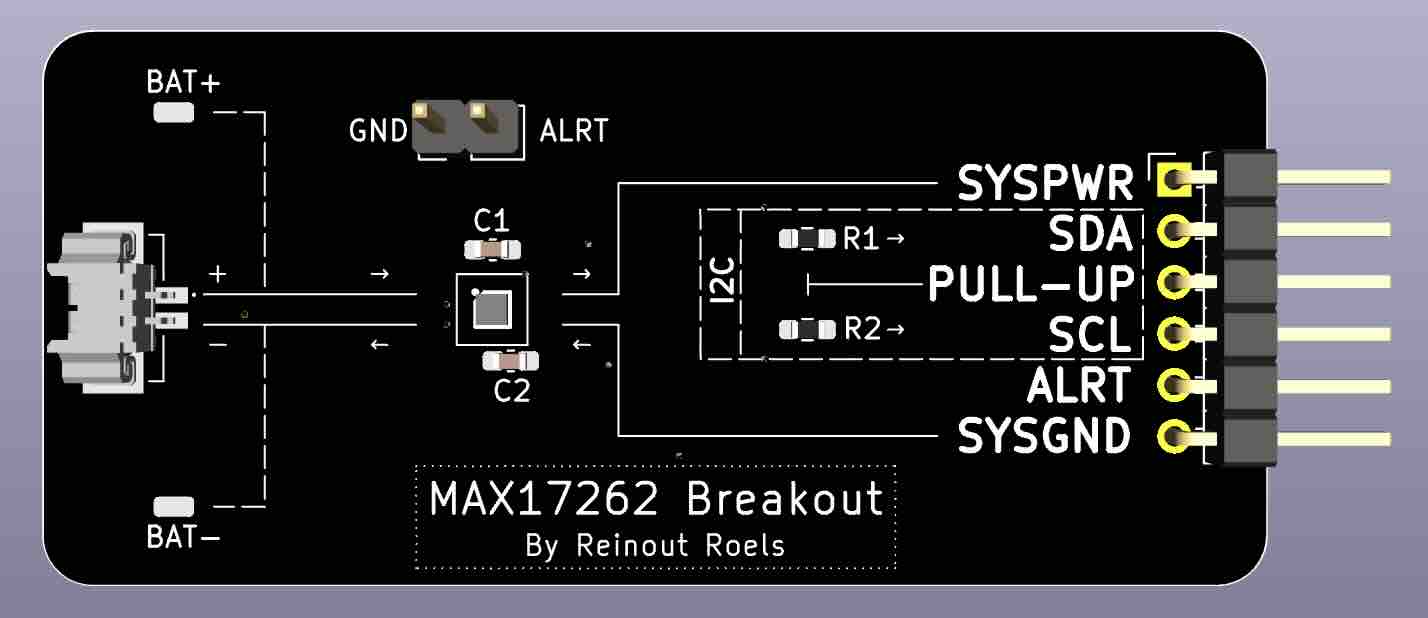 BAT+
GND
ALRT
SYSPWR
C1
SDA
R1→
+
→
→
I2C
PULL-UP
−
←
←
R2→
SCL
C2
ALRT
SYSGND
MAX17262 Breakout
By Reinout Roels
BAT−